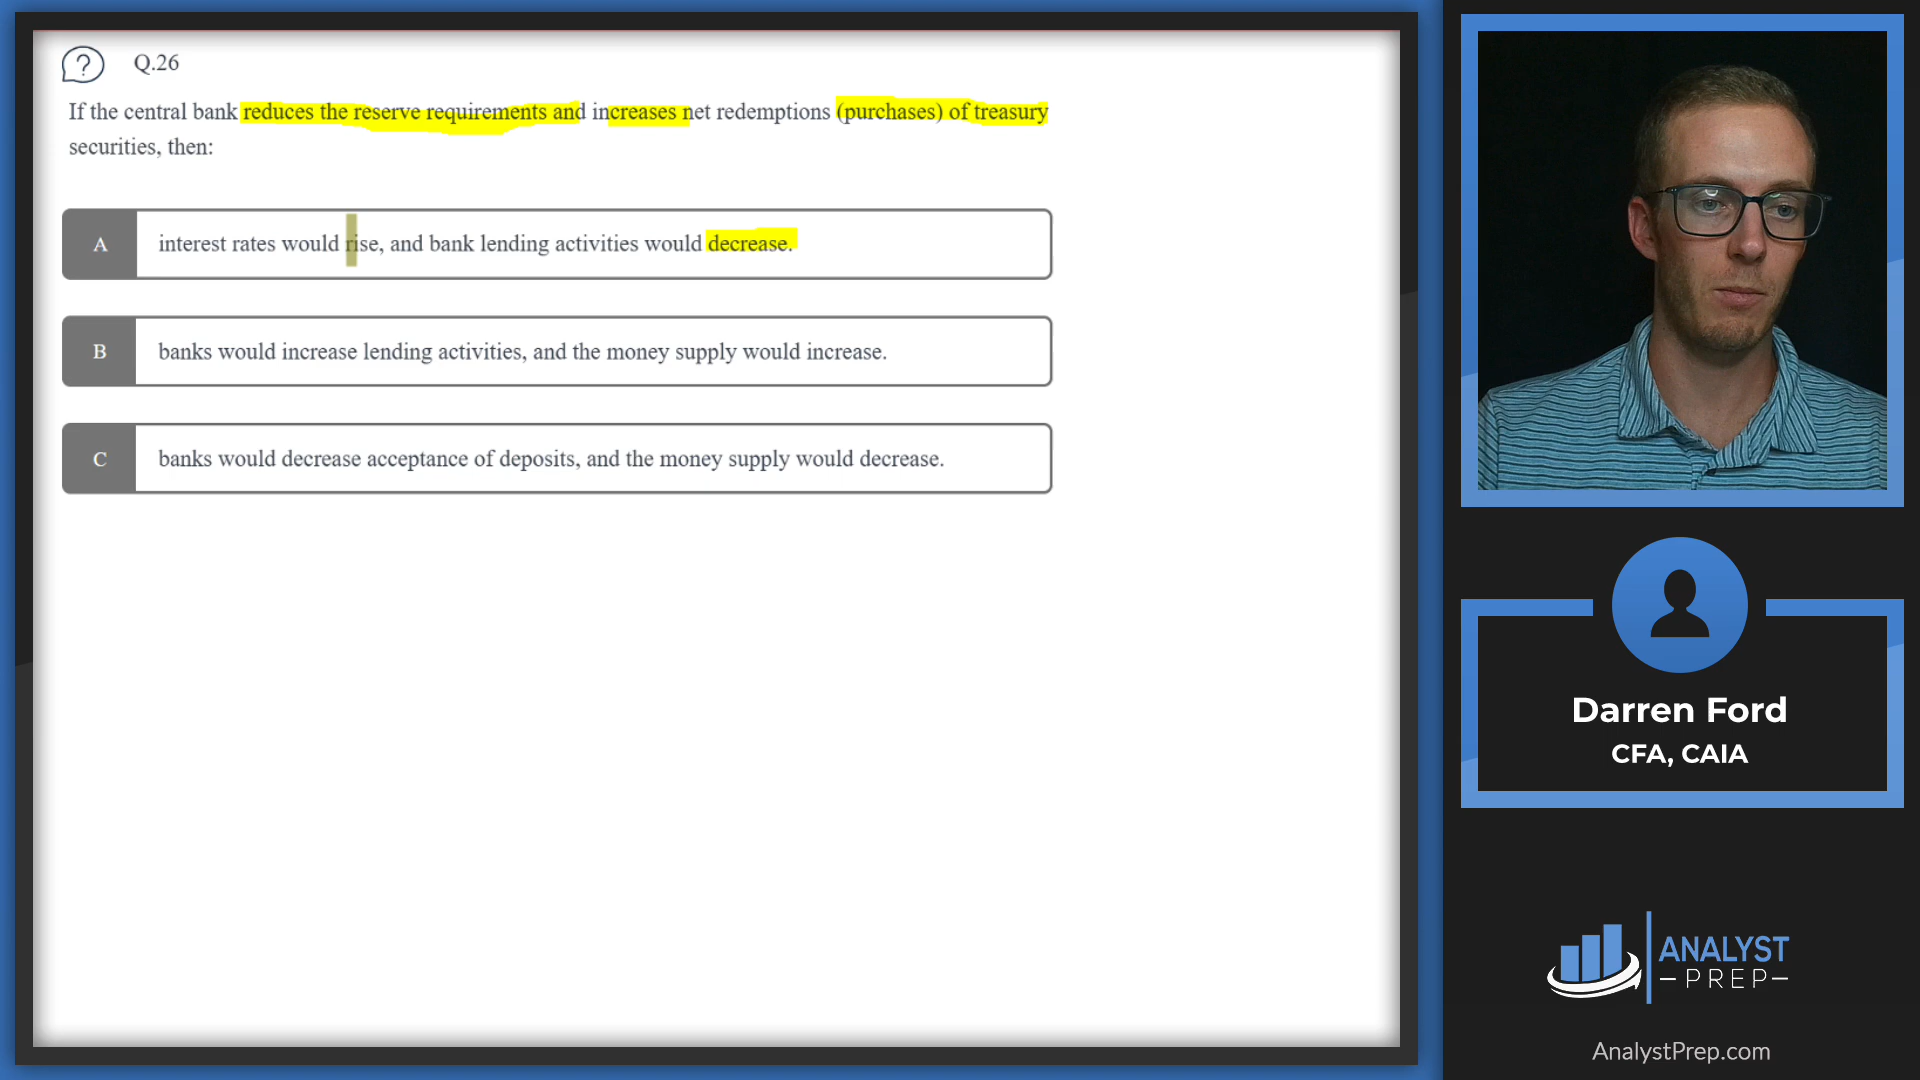 Q.26
If the central bank reduces the reserve requirements and increases net redemptions (purchases) of treasury
securities, then:
A interest rates would rise, and bank lending activities would decrease.
B banks would increase lending activities, and the money supply would increase.
C banks would decrease acceptance of deposits, and the money supply would decrease.
Darren Ford
CFA, CAIA
ANALYST
PREP
AnalystPrep.com